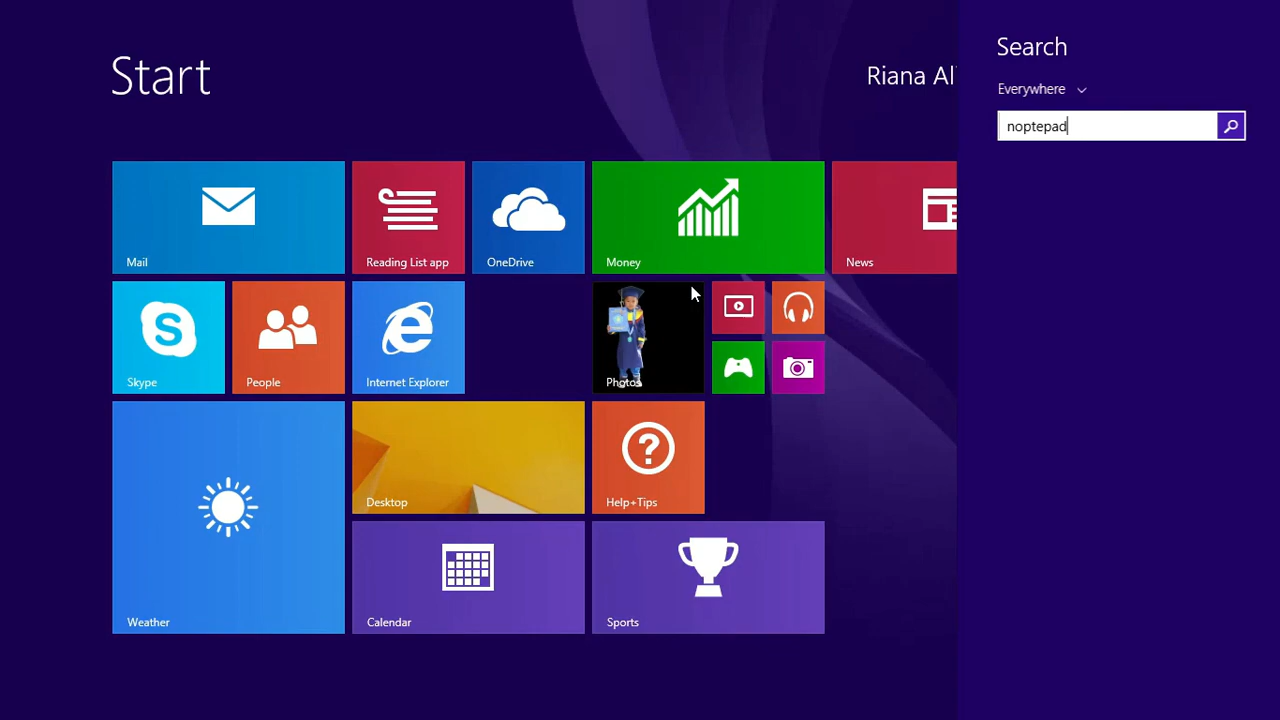 Start
Riana Al
Search
Everywhere
noptepad
Mail
Reading List app
OneDrive
Money
News
Skype
People
Internet Explorer
Photos
Weather
Desktop
Help+Tips
Calendar
Sports